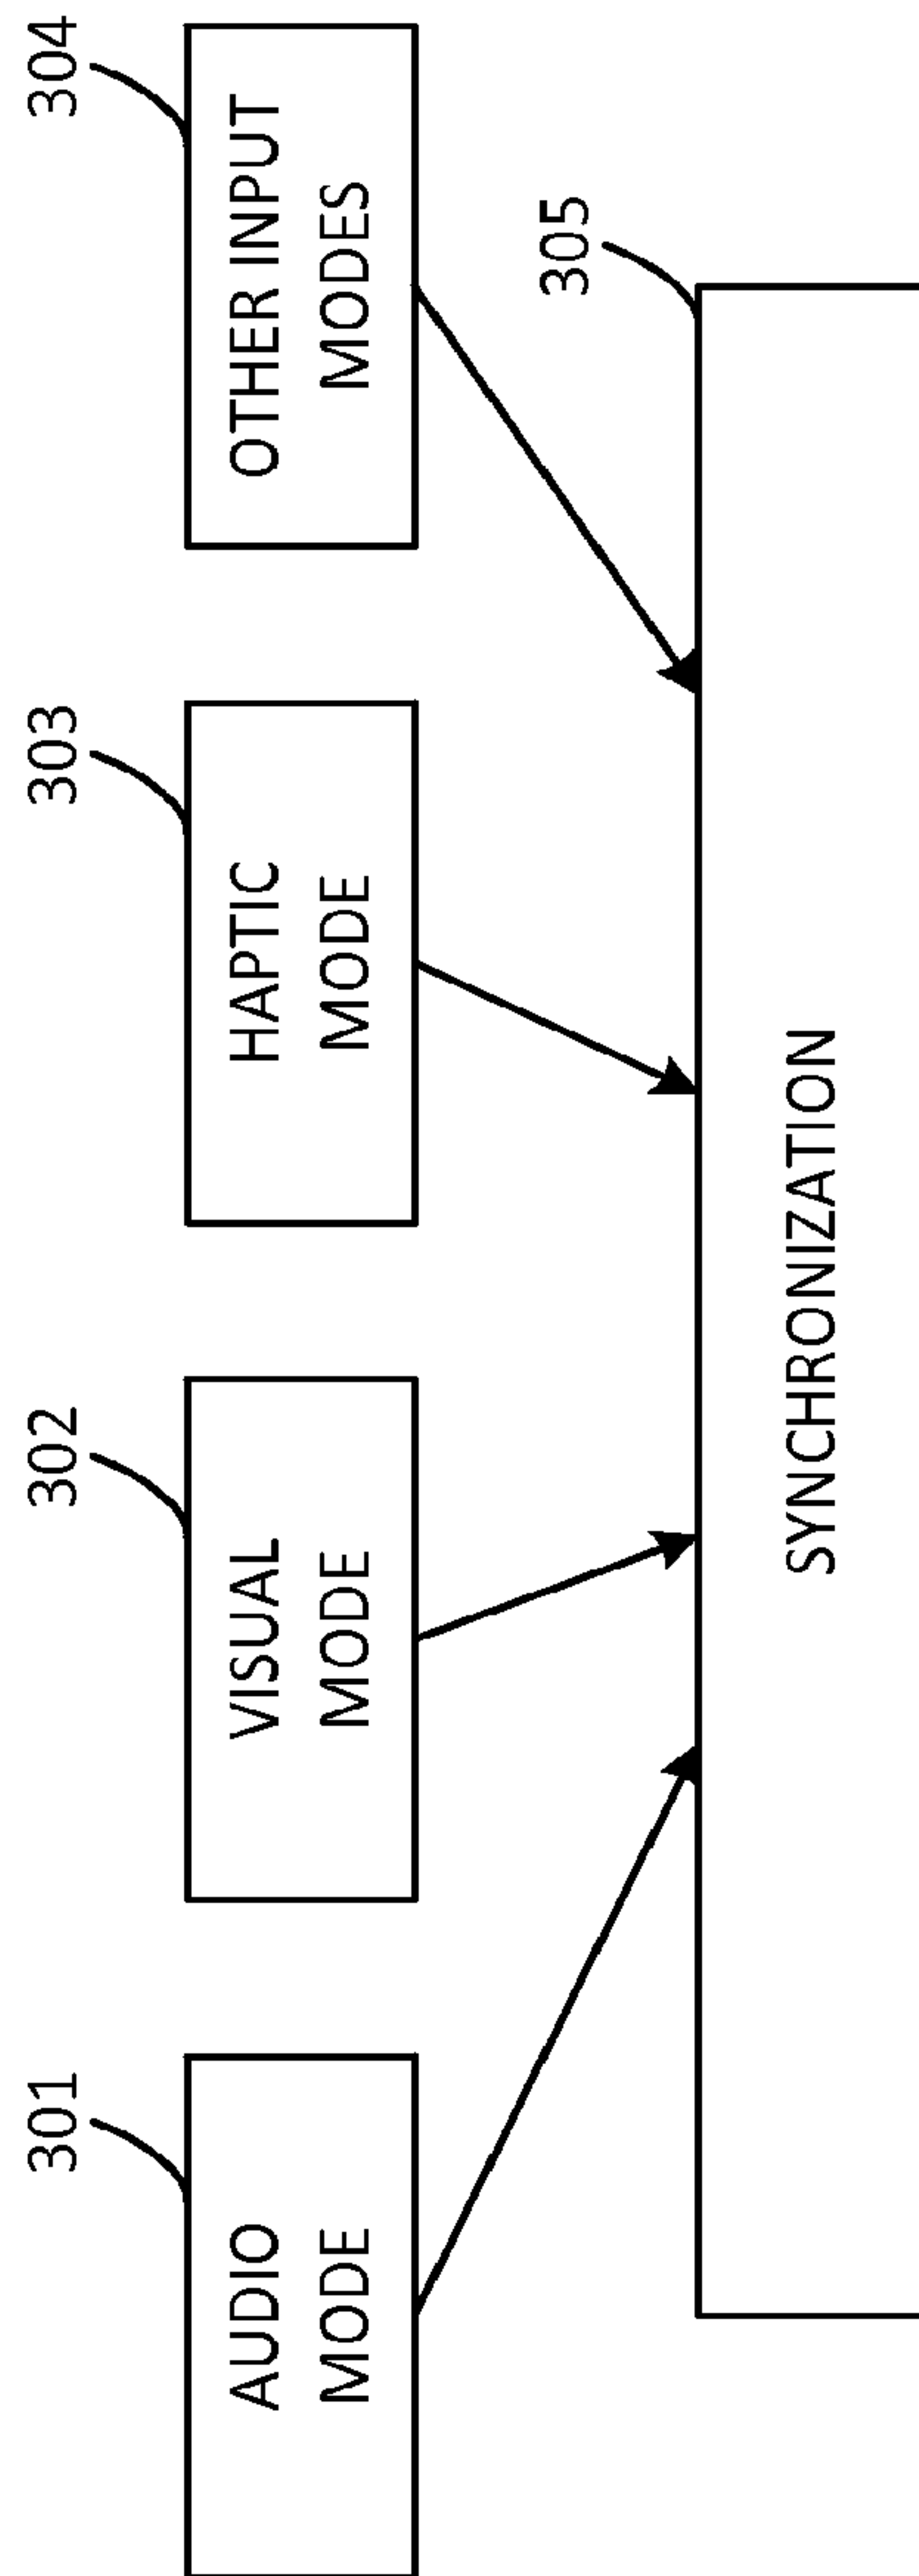 301
302
303
304
AUDIO
MODE
VISUAL
MODE
HAPTIC
MODE
OTHER INPUT
MODES
305
SYNCHRONIZATION